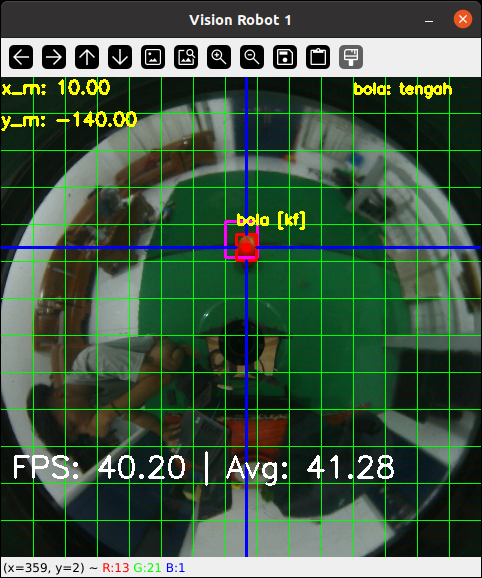 Vision Robot 1
x_m: 10.00
bola: tengah
y_m: -140.00
bola [kf]
FPS: 40.20 | Avg: 41.28
(x=359, y=2) ~ R:13 G:21 B:1